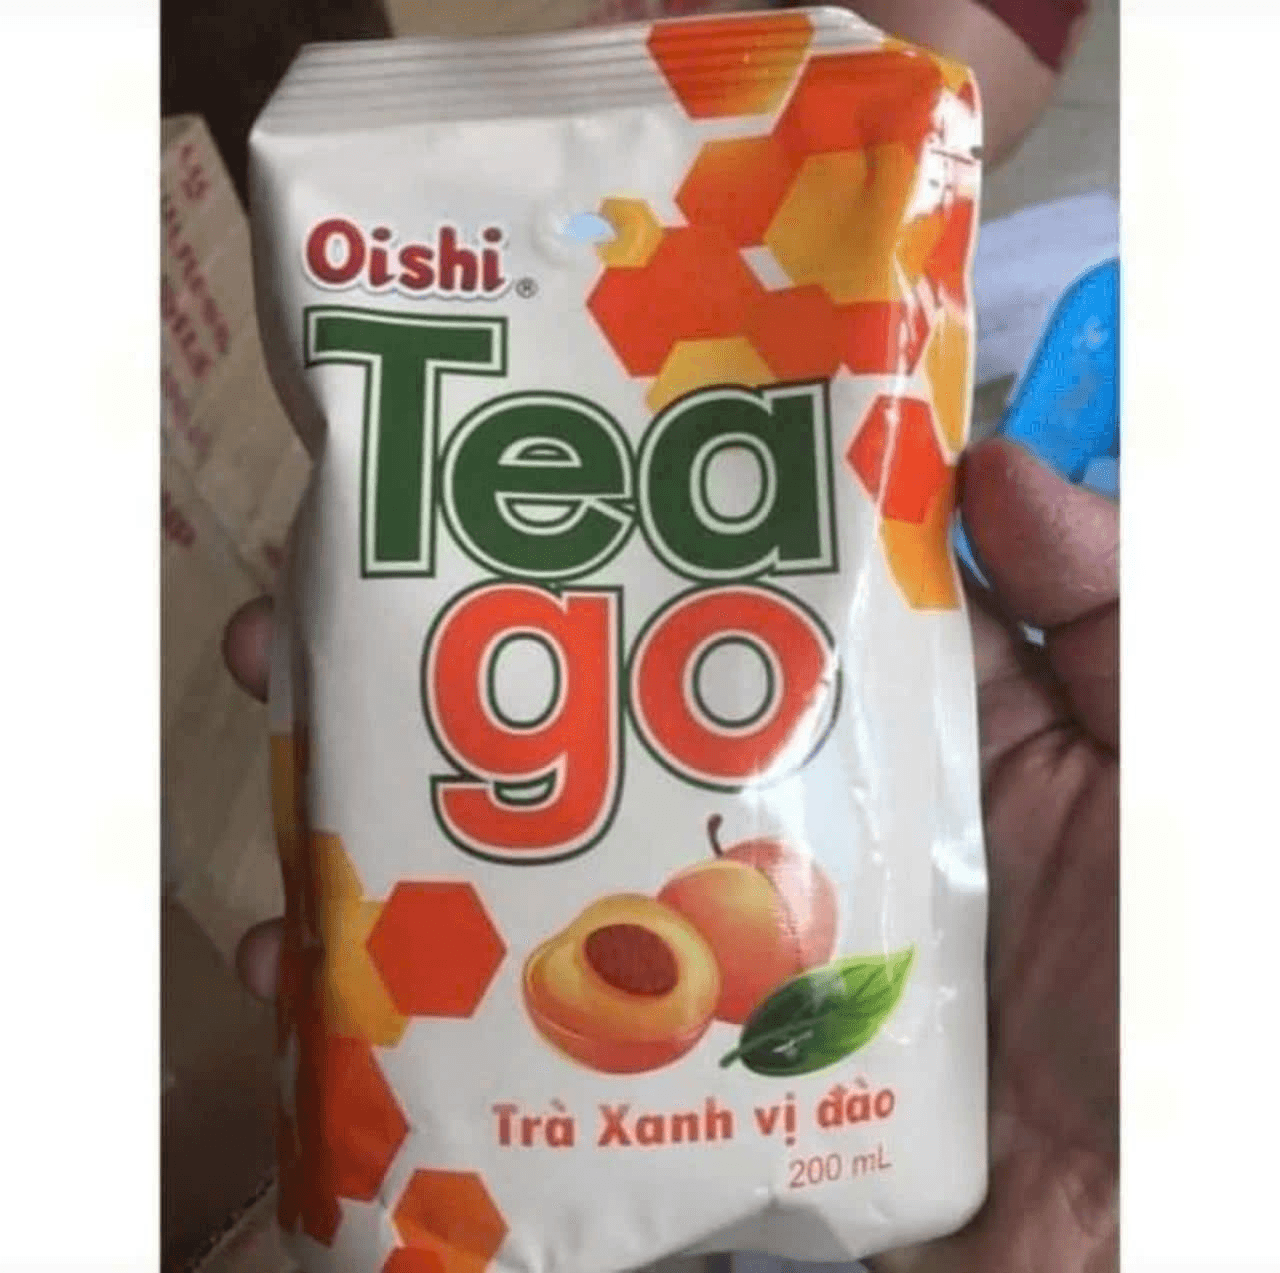 Oishi®
Tea
go
Trà Xanh vị đào
200 mL